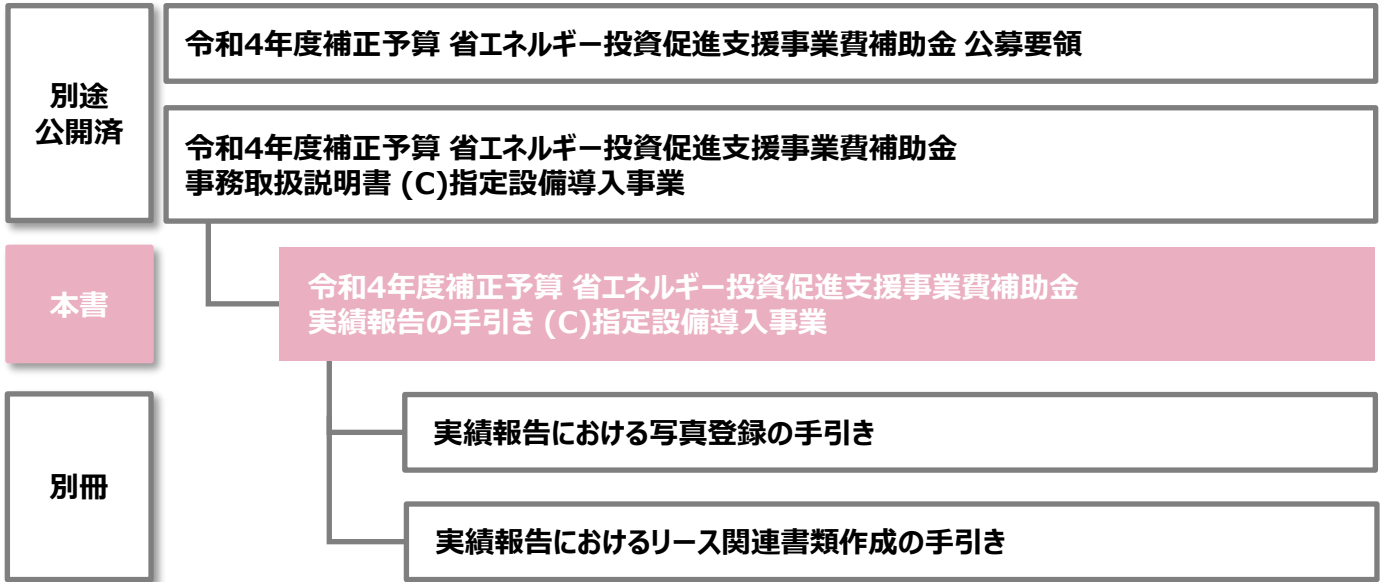 別途
公開済
令和4年度補正予算 省エネルギー投資促進支援事業費補助金 公募要領
令和4年度補正予算 省エネルギー投資促進支援事業費補助金
事務取扱説明書 (C)指定設備導入事業
本書
令和4年度補正予算 省エネルギー投資促進支援事業費補助金
実績報告の手引き (C)指定設備導入事業
別冊
実績報告における写真登録の手引き
実績報告におけるリース関連書類作成の手引き